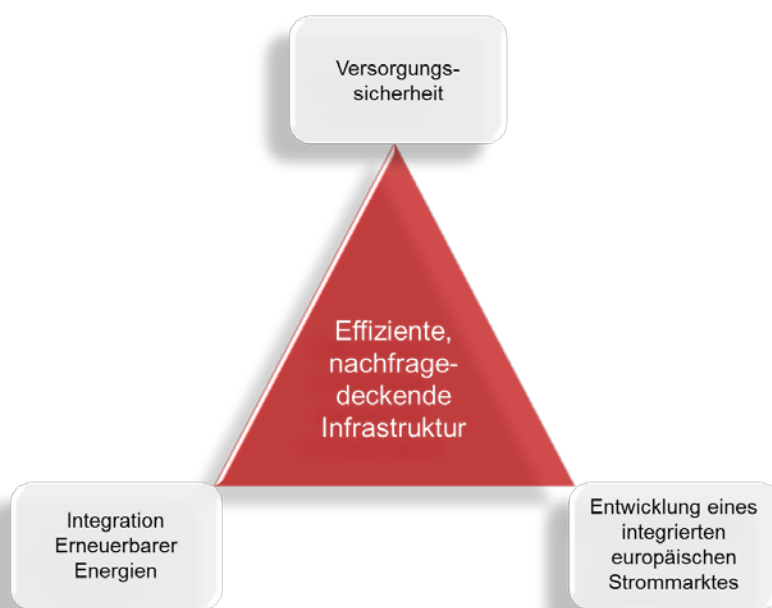 Versorgungs-
sicherheit
Effiziente,
nachfrage-
deckende
Infrastruktur
Integration
Erneuerbarer
Energien
Entwicklung eines
integrierten
europäischen
Strommarktes